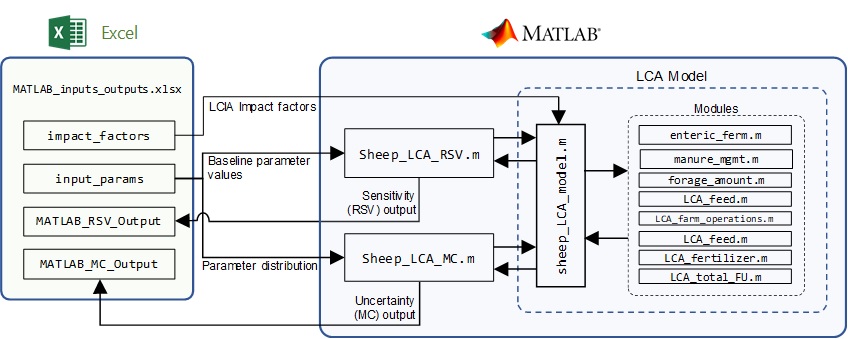 Excel
MATLAB®
MATLAB_inputs_outputs.xlsx
impact_factors
input_params
MATLAB_RSV_Output
MATLAB_MC_Output
LCIA Impact factors
Baseline parameter
values
Sensitivity
(RSV) output
Parameter distribution
Uncertainty
(MC) output
Sheep_LCA_RSV.m
Sheep_LCA_MC.m
LCA Model
sheep_LCA_model.m
Modules
enteric_ferm.m
manure_mgmt.m
forage_amount.m
LCA_feed.m
LCA_farm_operations.m
LCA_feed.m
LCA_fertilizer.m
LCA_total_FU.m